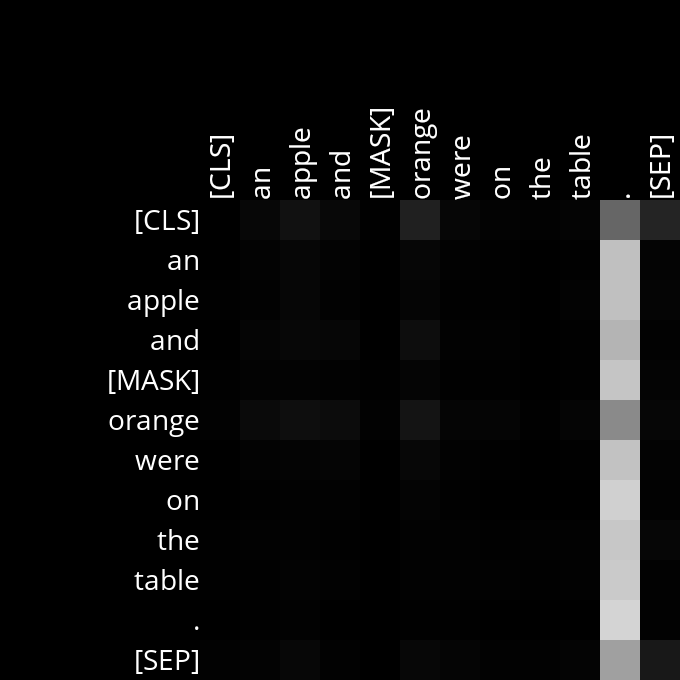 [CLS] an apple and [MASK] orange were on the table . [SEP]
[CLS]
an
apple
and
[MASK]
orange
were
on
the
table
.
[SEP]